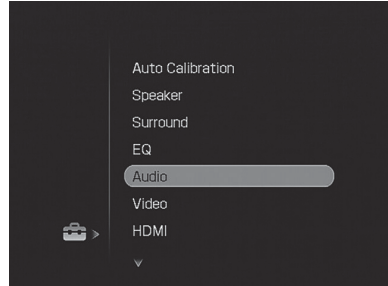 Auto Calibration
Speaker
Surround
EQ
Audio
Video
HDMI